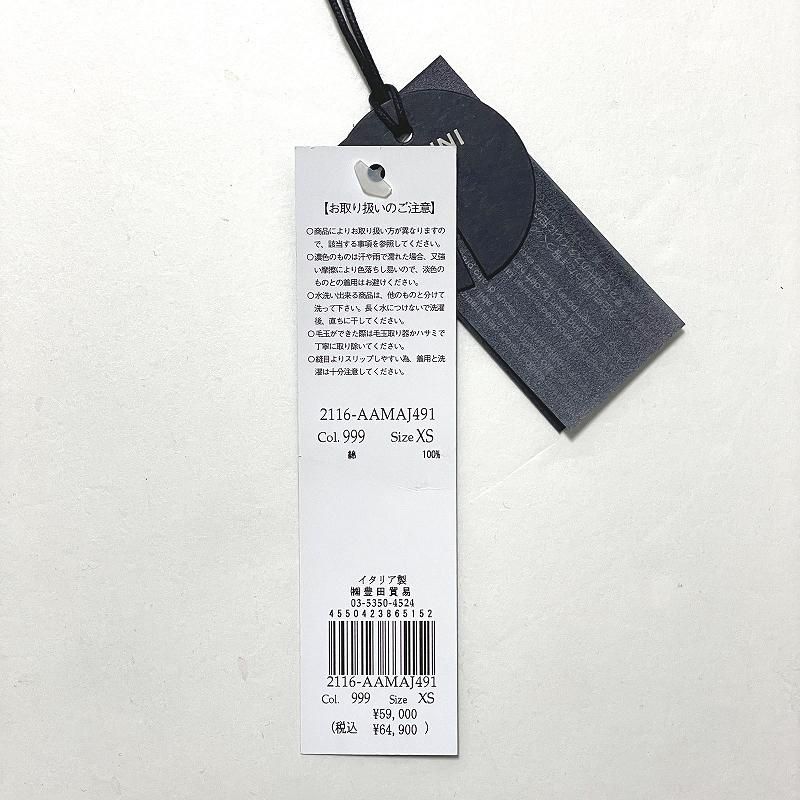 INI
【お取り扱いのご注意】
○商品によりお取り扱い方が異なりますの
で、該当する事項を参照してください。
○濃色のものは汗や雨で濡れた場合、又強
い摩擦により色落ちし易いので、淡色の
ものとの着用はお避けください。
○水洗い出来る商品は、他のものと分けて
洗って下さい。長く水につけないで洗濯
後、直ちに干してください。
○毛玉ができた際は毛玉取り器かハサミで
丁寧に取り除いてください。
○縫目よりスリップしやすい為、着用と洗
濯は十分注意してください。
2116-AAMAJ491
Col. 999 Size XS
綿 100%
イタリア製
㈱豊田貿易
03-5350-4524
4550423865152
2116-AAMAJ491
Col. 999 Size XS
¥59,000
(税込 ¥64,900 )